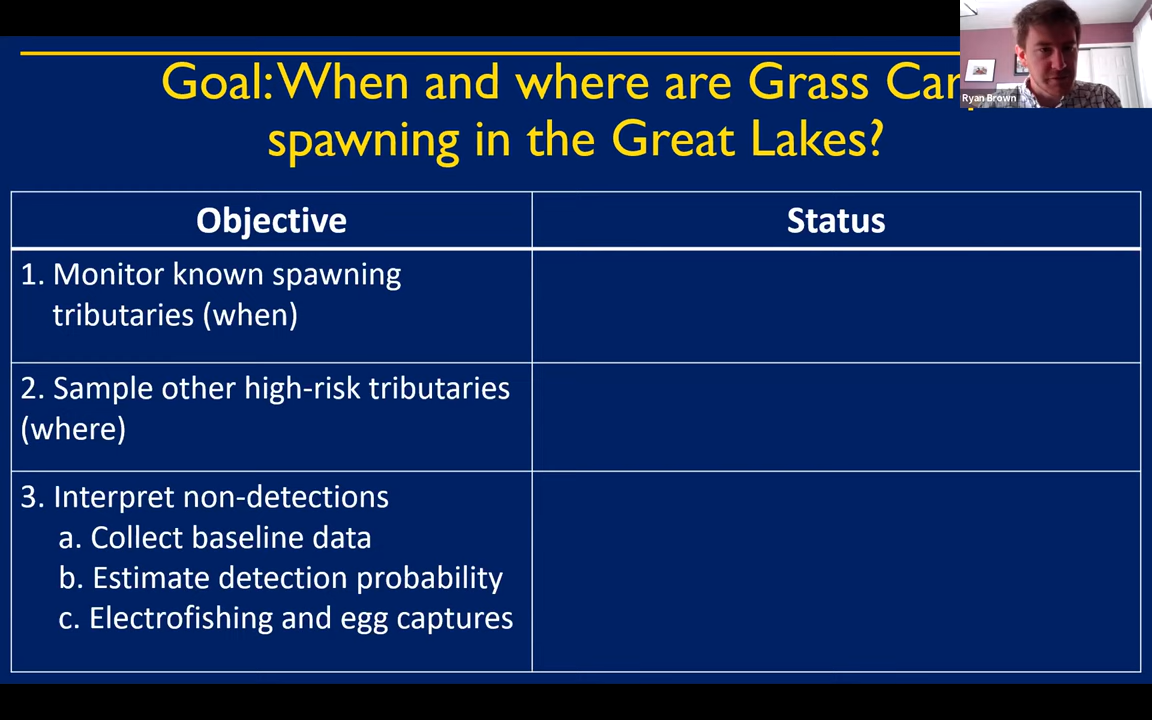 Goal: When and where are Grass Car
spawning in the Great Lakes?
Ryan Brown
Objective
Status
1. Monitor known spawning
tributaries (when)
2. Sample other high-risk tributaries
(where)
3. Interpret non-detections
a. Collect baseline data
b. Estimate detection probability
c. Electrofishing and egg captures